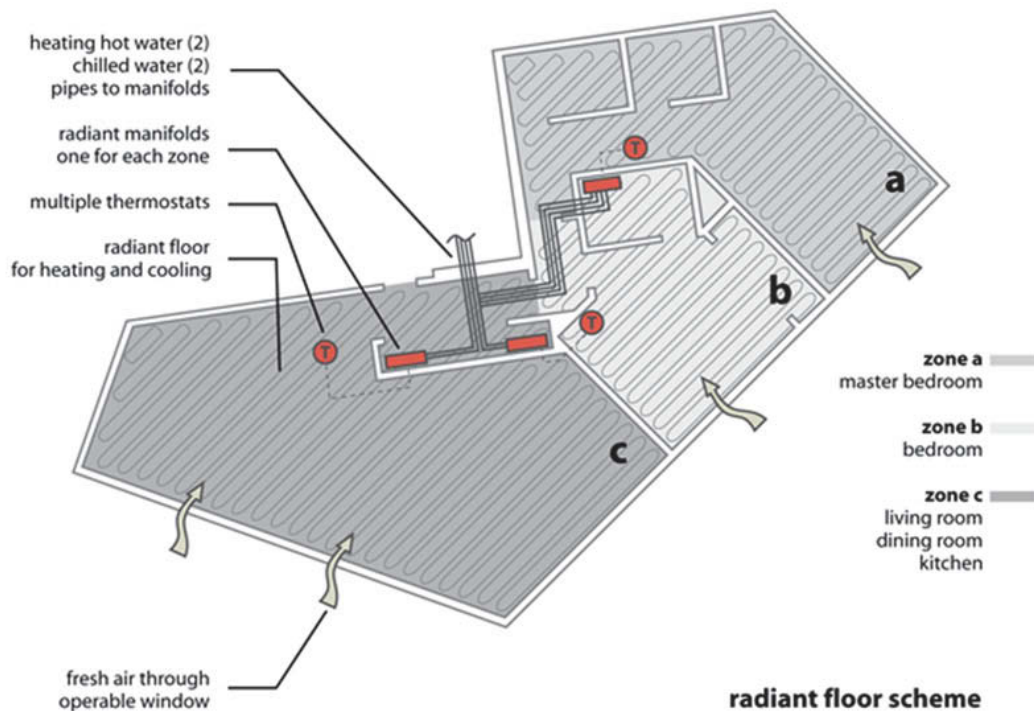 heating hot water (2)
chilled water (2)
pipes to manifolds
radiant manifolds
one for each zone
multiple thermostats
radiant floor
for heating and cooling
T
a
b
T
T
c
zone a
master bedroom
zone b
bedroom
zone c
living room
dining room
kitchen
fresh air through
operable window
radiant floor scheme